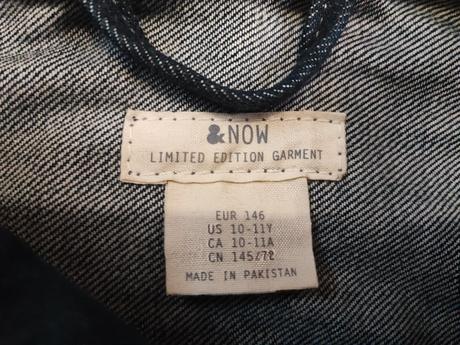 &NOW
LIMITED EDITION GARMENT
EUR 146
US 10-11Y
CA 10-11A
CN 145/72
MADE IN PAKISTAN